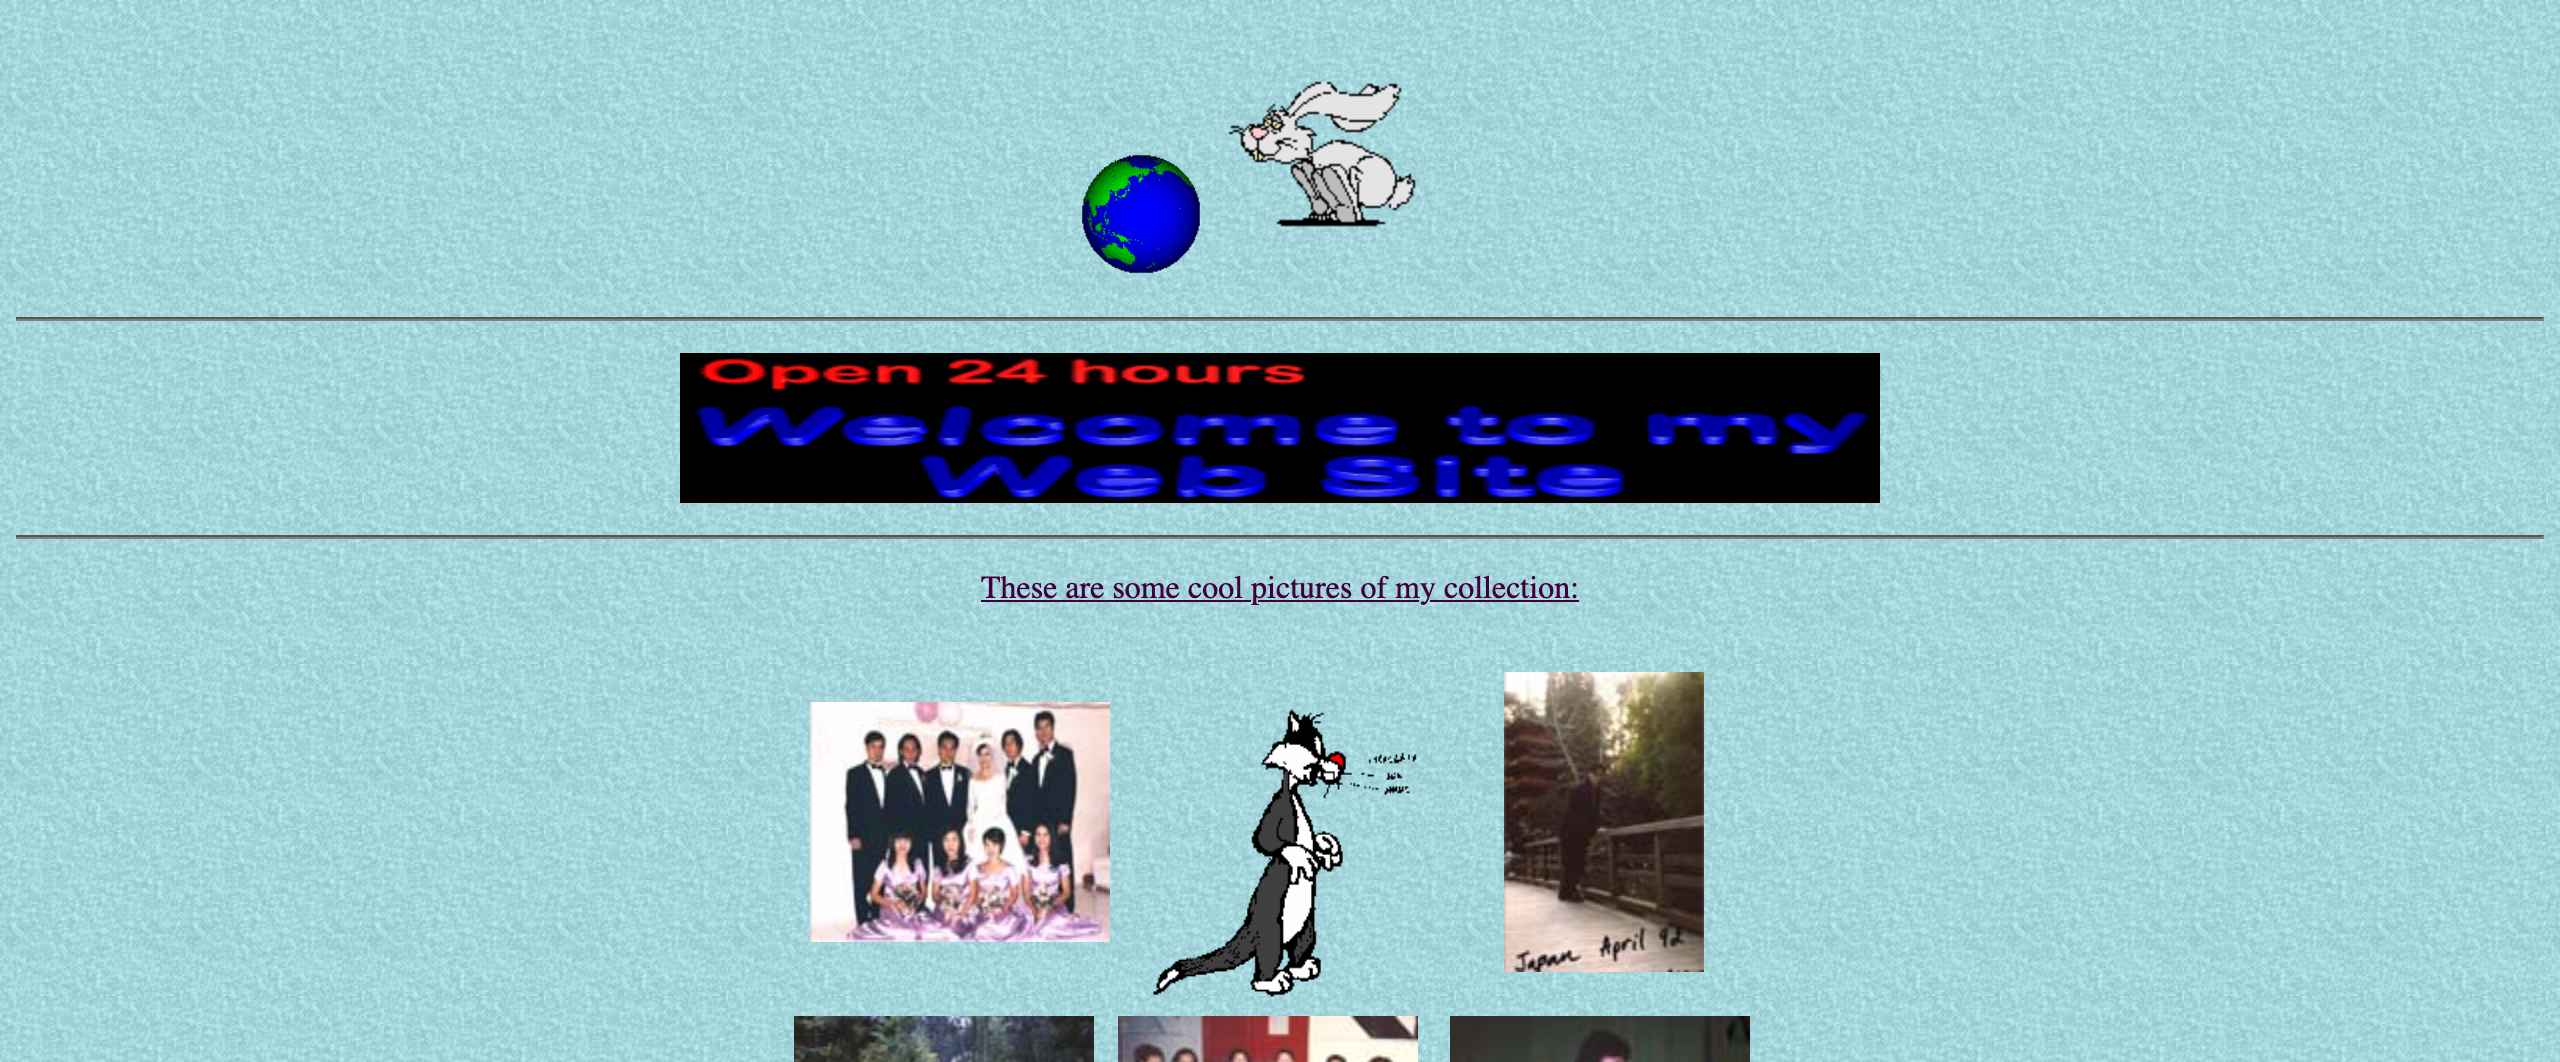 Open 24 hours
Welcome to my
Web Site
These are some cool pictures of my collection:
Japan April 92